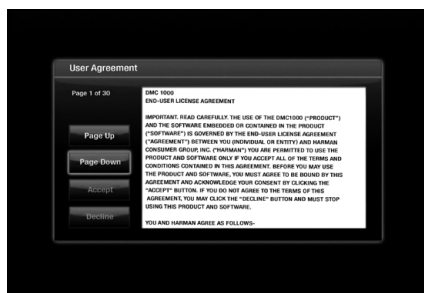 User Agreement
Page 1 of 30
Page Up
Page Down
Accept
Decline
DMC 1000
END-USER LICENSE AGREEMENT
IMPORTANT. READ CAREFULLY. THE USE OF THE DMC1000 ("PRODUCT")
AND THE SOFTWARE EMBEDDED OR CONTAINED IN THE PRODUCT
("SOFTWARE") IS GOVERNED BY THE END-USER LICENSE AGREEMENT
("AGREEMENT") BETWEEN YOU (INDIVIDUAL OR ENTITY) AND HARMAN
CONSUMER GROUP, INC. ("HARMAN") YOU ARE PERMITTED TO USE THE
PRODUCT AND SOFTWARE ONLY IF YOU ACCEPT ALL OF THE TERMS AND
CONDITIONS CONTAINED IN THIS AGREEMENT. BEFORE YOU MAY USE
THE PRODUCT AND SOFTWARE, YOU MUST AGREE TO BE BOUND BY THIS
AGREEMENT AND ACKNOWLEDGE YOUR CONSENT BY CLICKING THE
"ACCEPT" BUTTON. IF YOU DO NOT AGREE TO THE TERMS OF THIS
AGREEMENT, YOU MAY CLICK THE "DECLINE" BUTTON AND MUST STOP
USING THIS PRODUCT AND SOFTWARE.
YOU AND HARMAN AGREE AS FOLLOWS-